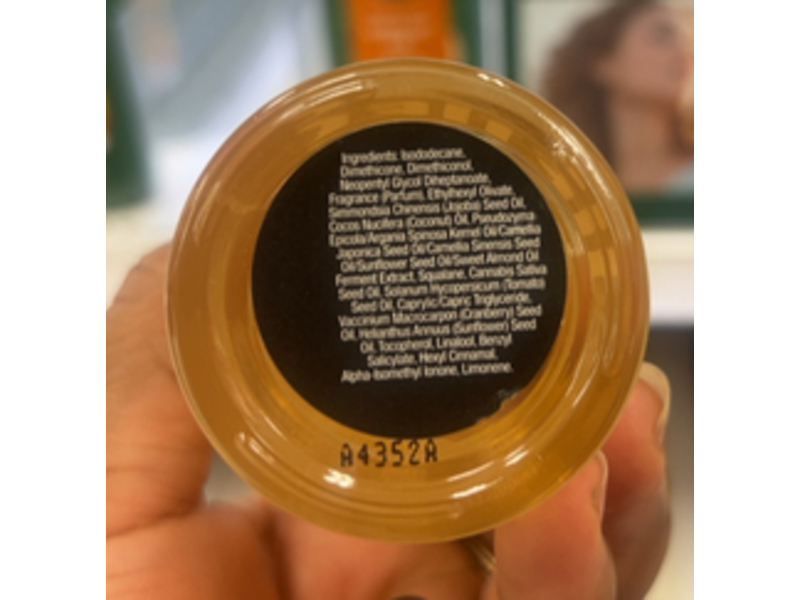 Ingredients: Isododecane,
Dimethicone, Dimethiconol,
Neopentyl Glycol Diheptanoate,
Fragrance (Parfum), Ethylhexyl Olivate,
Simmondsia Chinensis (Jojoba) Seed Oil,
Cocos Nucifera (Coconut) Oil, Pseudozyma
Epicola/Argania Spinosa Kernel Oil/Camellia
Japonica Seed Oil/Camellia Sinensis Seed
Oil/Sunflower Seed Oil/Sweet Almond Oil
Ferment Extract, Squalane, Cannabis Sativa
Seed Oil, Solanum Lycopersicum (Tomato)
Seed Oil, Caprylic/Capric Triglyceride,
Vaccinium Macrocarpon (Cranberry) Seed
Oil, Helianthus Annuus (Sunflower) Seed
Oil, Tocopherol, Linalool, Benzyl
Salicylate, Hexyl Cinnamal,
Alpha-Isomethyl Ionone, Limonene.
A4352A